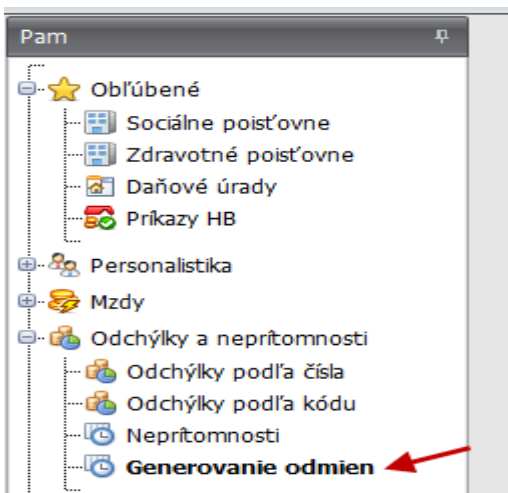 Pam
Obľúbené
Sociálne poisťovne
Zdravotné poisťovne
Daňové úrady
Príkazy HB
Personalistika
Mzdy
Odchýlky a neprítomnosti
Odchýlky podľa čísla
Odchýlky podľa kódu
Neprítomnosti
Generovanie odmien